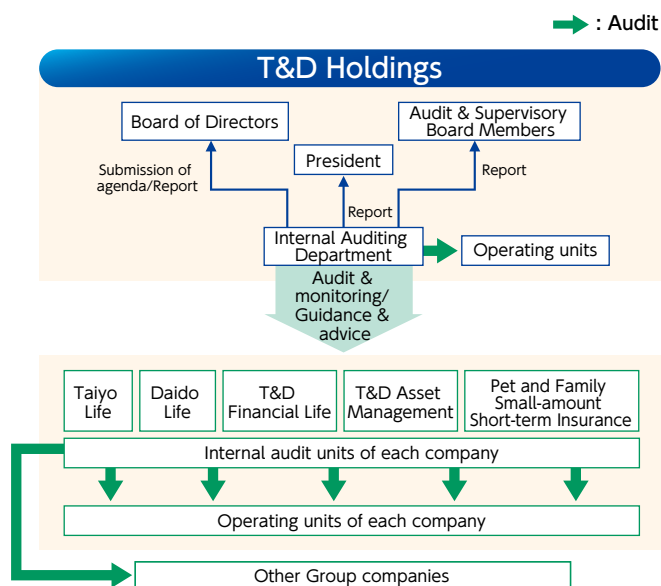 : Audit
T&D Holdings
Board of Directors
Audit & Supervisory
Board Members
President
Submission of
agenda/Report
Report
Report
Internal Auditing
Department
Operating units
Audit &
monitoring/
Guidance &
advice
Taiyo
Life
Daido
Life
T&D
Financial Life
T&D Asset
Management
Pet and Family
Small-amount
Short-term Insurance
Internal audit units of each company
Operating units of each company
Other Group companies